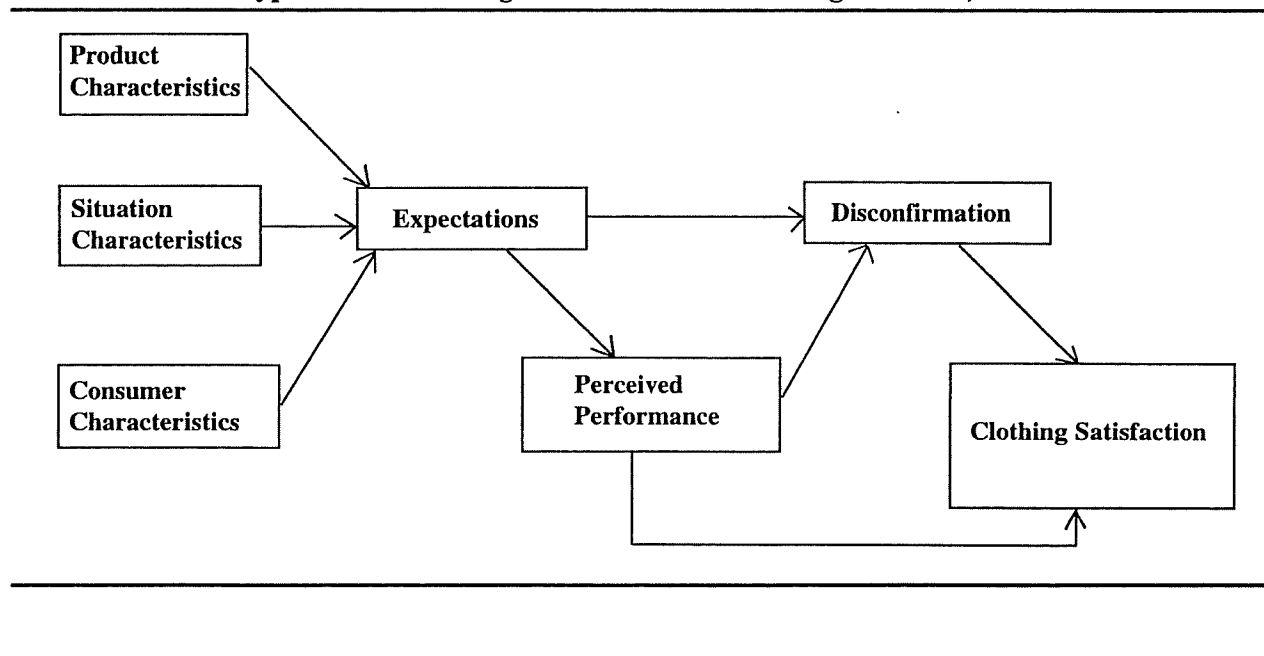 Product
Characteristics
Situation
Characteristics
Expectations
Disconfirmation
Consumer
Characteristics
Perceived
Performance
Clothing Satisfaction